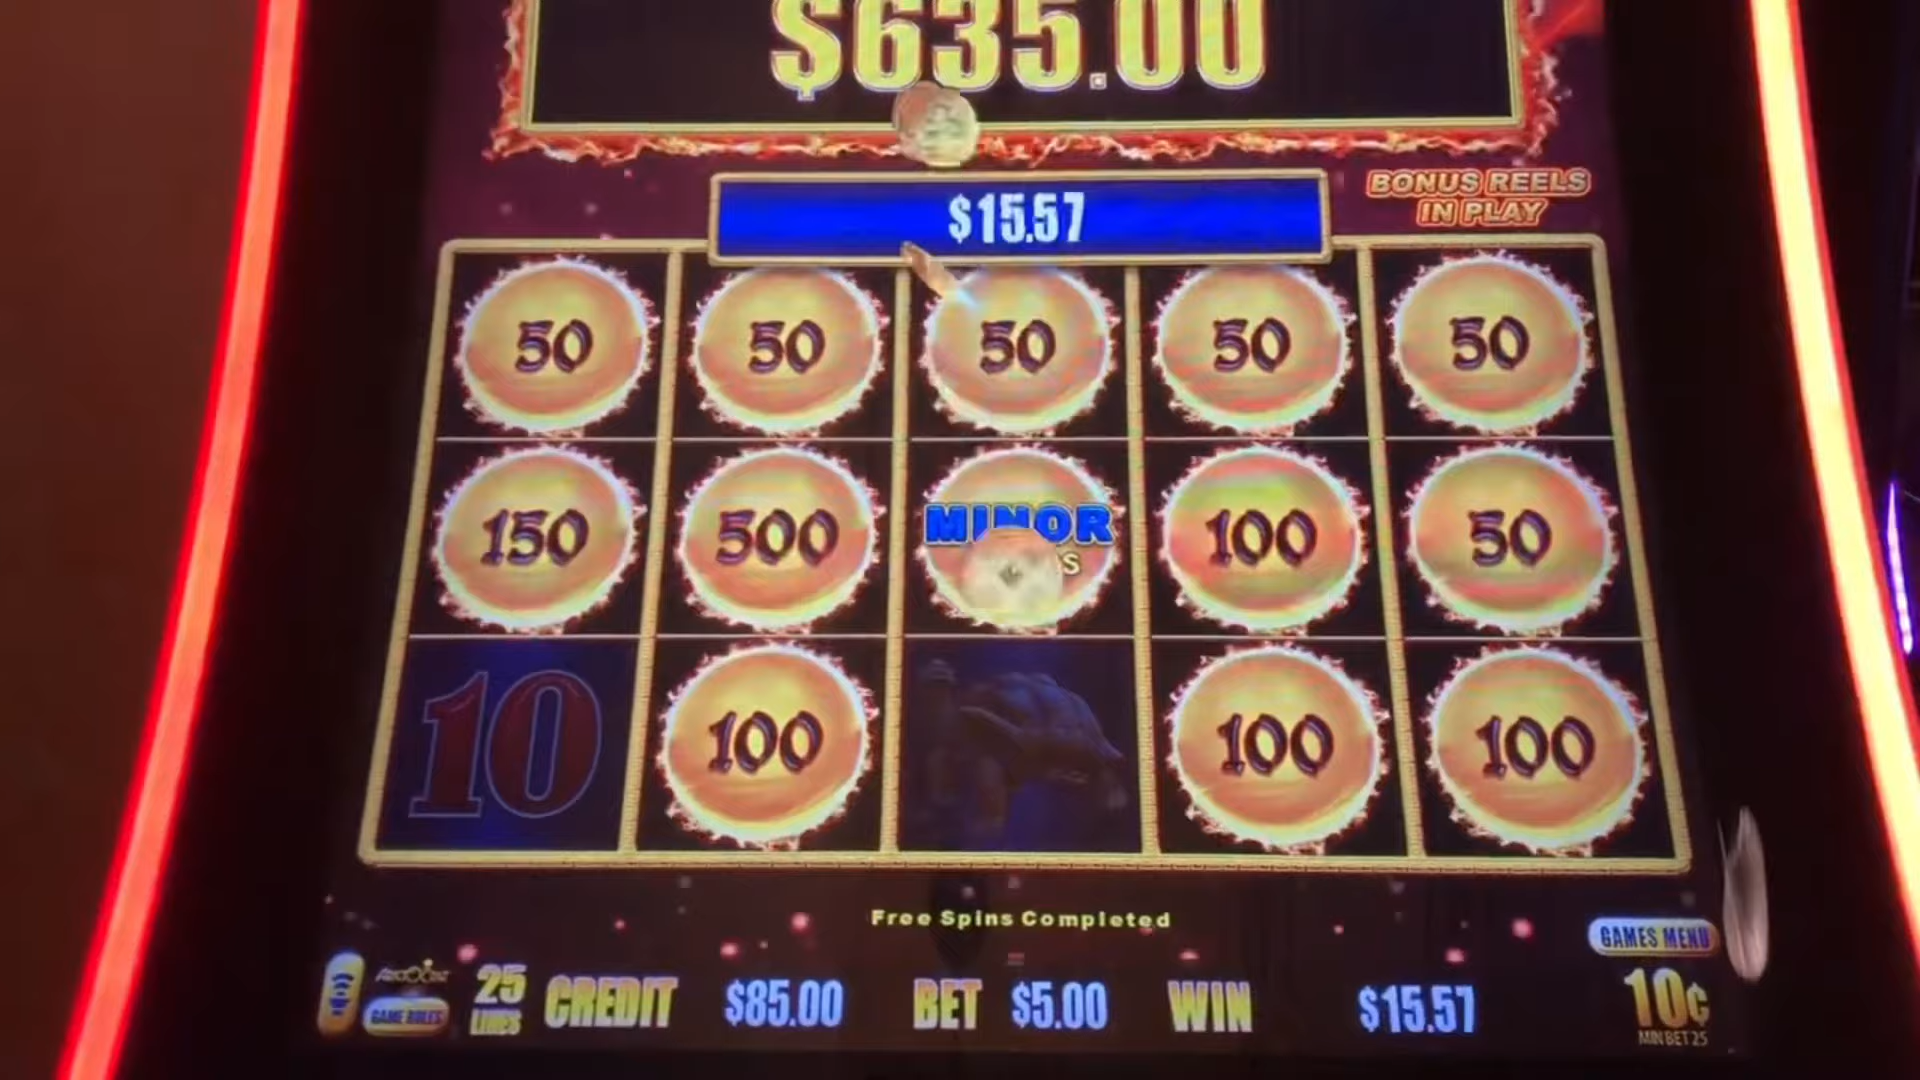 $635.00
BONUS REELS
IN PLAY
$15.57
50 50 50 50 50
150 500 MINOR 100 50
10 100 100 100
Free Spins Completed
GAMES MENU
25 LINES
CREDIT $85.00 BET $5.00 WIN $15.57
10¢
GAME RULES
MIN BET 25